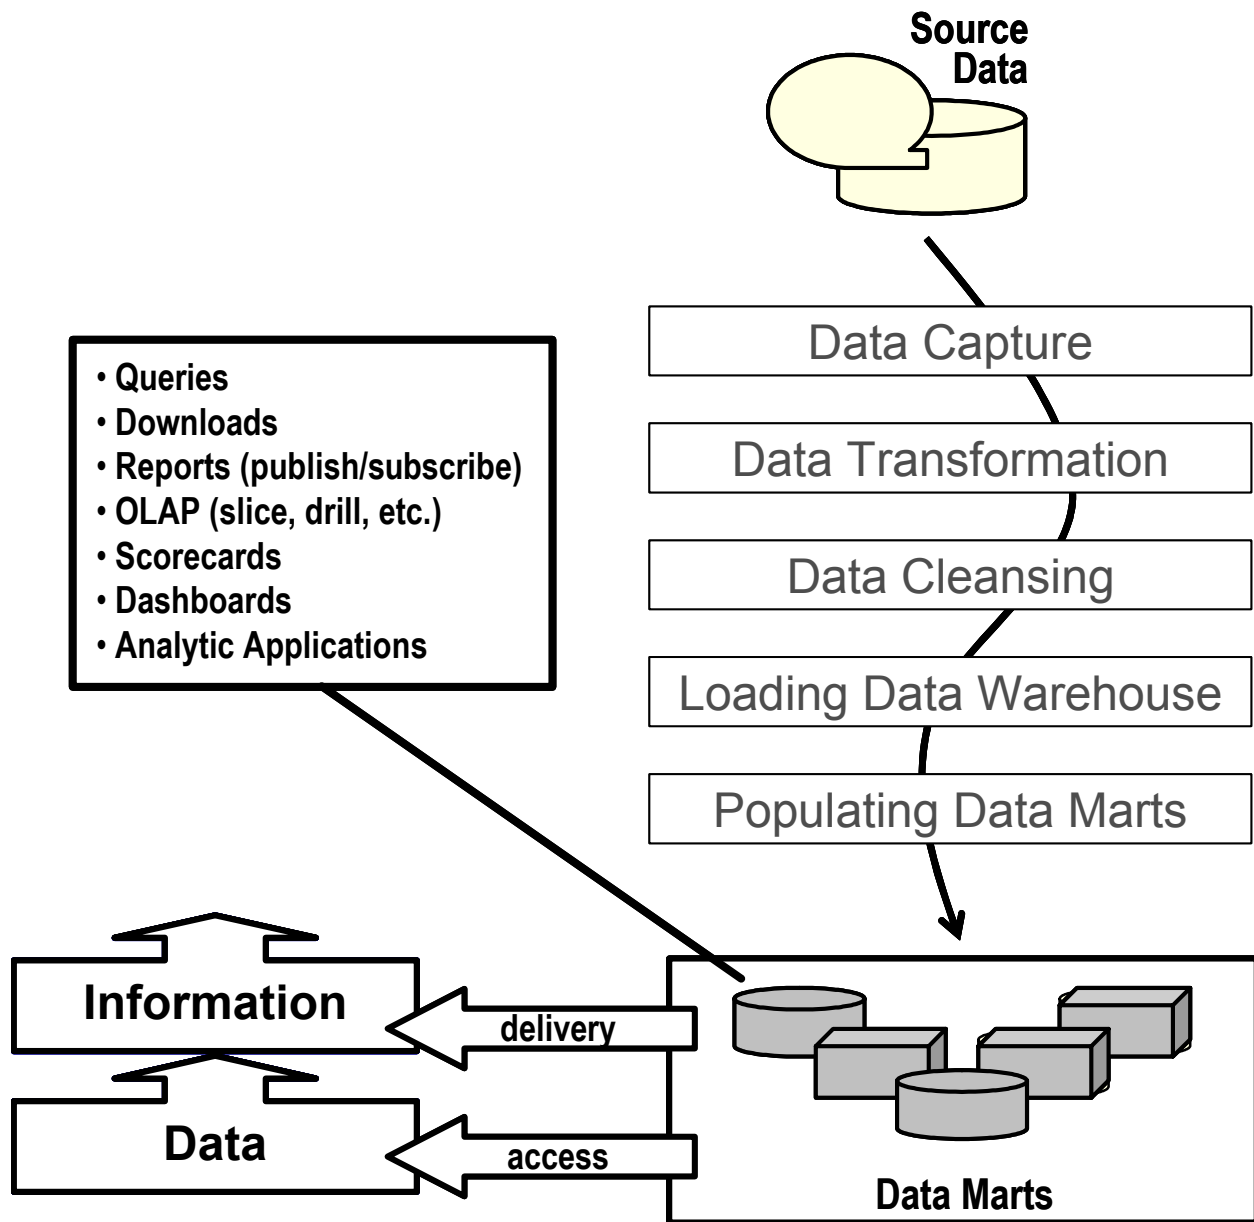 Source
Data
Data Capture
Data Transformation
Data Cleansing
Loading Data Warehouse
Populating Data Marts
• Queries
• Downloads
• Reports (publish/subscribe)
• OLAP (slice, drill, etc.)
• Scorecards
• Dashboards
• Analytic Applications
Information
delivery
Data
access
Data Marts